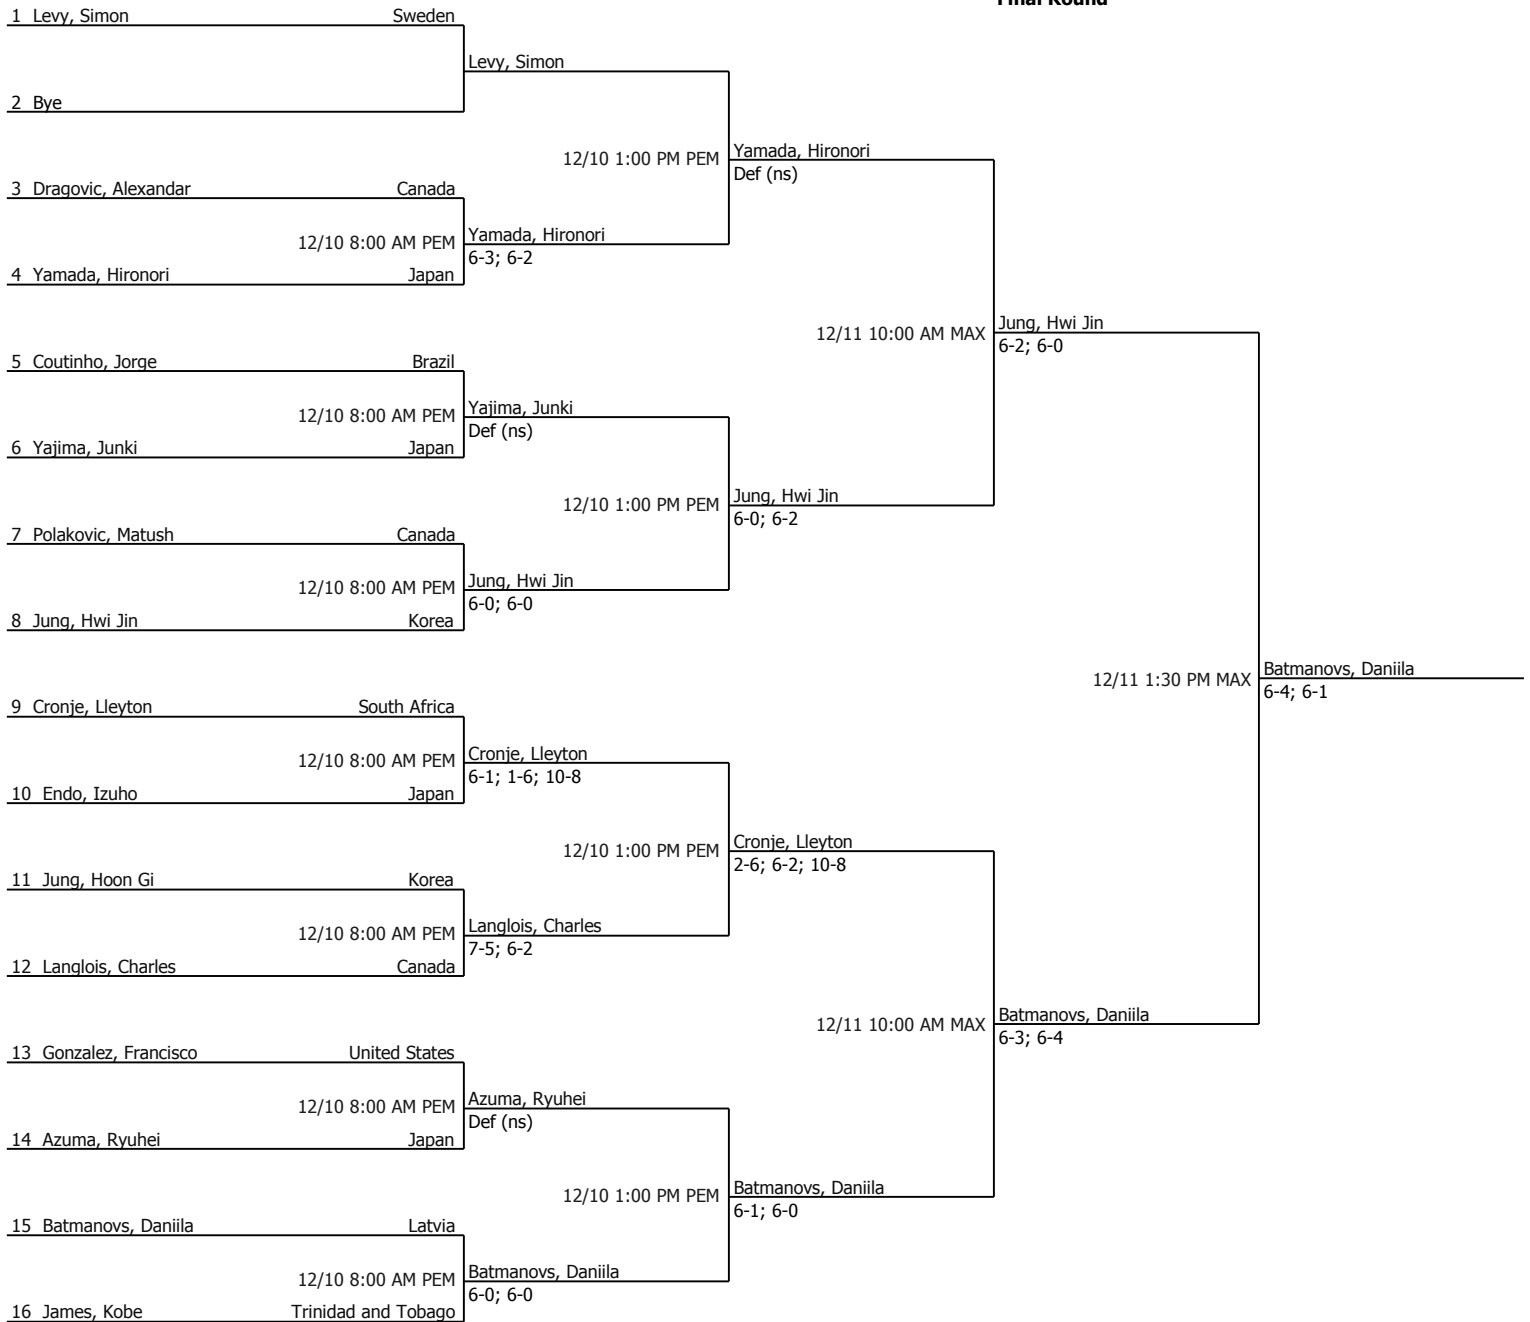 Final Round
1 Levy, Simon Sweden
Levy, Simon
2 Bye
12/10 1:00 PM PEM Yamada, Hironori
Def (ns)
3 Dragovic, Alexandar Canada
12/10 8:00 AM PEM Yamada, Hironori
6-3; 6-2
4 Yamada, Hironori Japan
12/11 10:00 AM MAX Jung, Hwi Jin
6-2; 6-0
5 Coutinho, Jorge Brazil
12/10 8:00 AM PEM Yajima, Junki
Def (ns)
6 Yajima, Junki Japan
12/10 1:00 PM PEM Jung, Hwi Jin
6-0; 6-2
7 Polakovic, Matush Canada
12/10 8:00 AM PEM Jung, Hwi Jin
6-0; 6-0
8 Jung, Hwi Jin Korea
12/11 1:30 PM MAX Batmanovs, Daniila
6-4; 6-1
9 Cronje, Lleyton South Africa
12/10 8:00 AM PEM Cronje, Lleyton
6-1; 1-6; 10-8
10 Endo, Izuho Japan
12/10 1:00 PM PEM Cronje, Lleyton
2-6; 6-2; 10-8
11 Jung, Hoon Gi Korea
12/10 8:00 AM PEM Langlois, Charles
7-5; 6-2
12 Langlois, Charles Canada
12/11 10:00 AM MAX Batmanovs, Daniila
6-3; 6-4
13 Gonzalez, Francisco United States
12/10 8:00 AM PEM Azuma, Ryuhei
Def (ns)
14 Azuma, Ryuhei Japan
12/10 1:00 PM PEM Batmanovs, Daniila
6-1; 6-0
15 Batmanovs, Daniila Latvia
12/10 8:00 AM PEM Batmanovs, Daniila
6-0; 6-0
16 James, Kobe Trinidad and Tobago